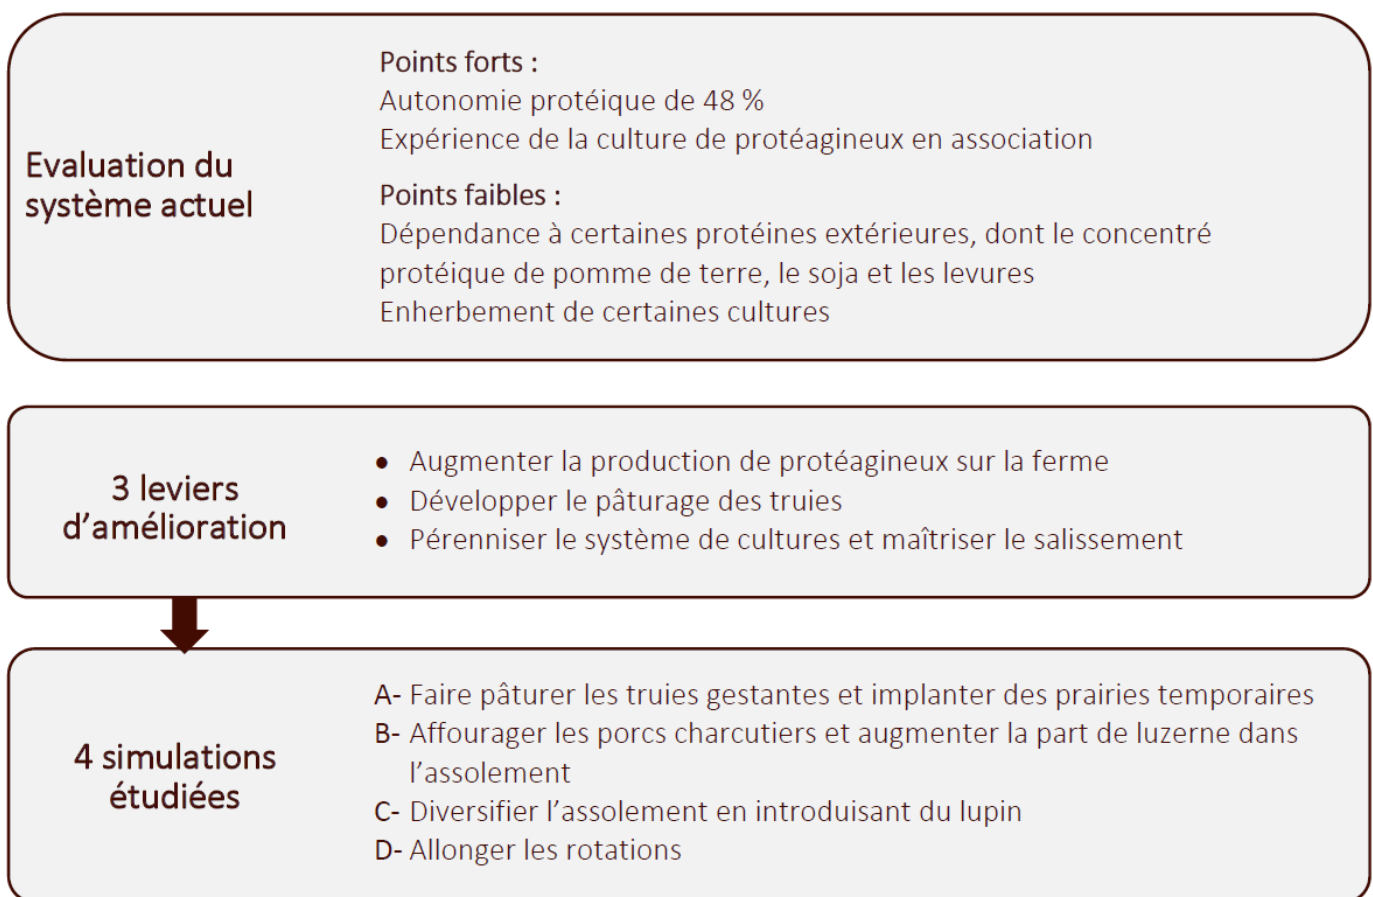 Evaluation du
système actuel
Points forts :
Autonomie protéique de 48 %
Expérience de la culture de protéagineux en association
Points faibles :
Dépendance à certaines protéines extérieures, dont le concentré
protéique de pomme de terre, le soja et les levures
Enherbement de certaines cultures
3 leviers
d’amélioration
• Augmenter la production de protéagineux sur la ferme
• Développer le pâturage des truies
• Pérenniser le système de cultures et maîtriser le salissement
4 simulations
étudiées
A- Faire pâturer les truies gestantes et implanter des prairies temporaires
B- Affourager les porcs charcutiers et augmenter la part de luzerne dans
l’assolement
C- Diversifier l’assolement en introduisant du lupin
D- Allonger les rotations